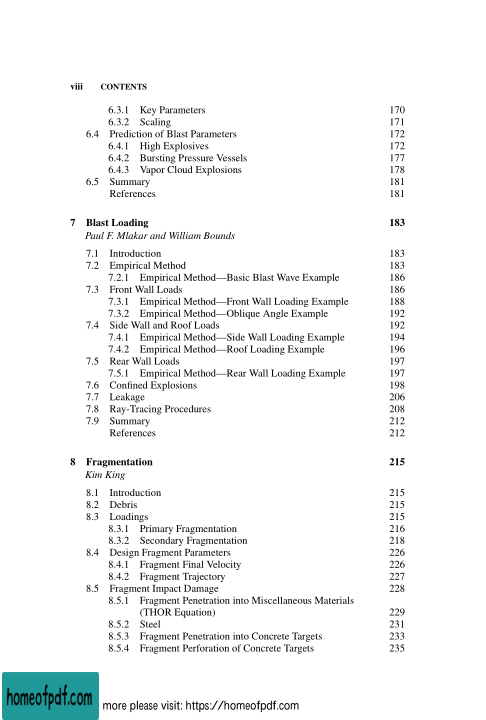 viii CONTENTS
6.3.1 Key Parameters 170
6.3.2 Scaling 171
6.4 Prediction of Blast Parameters 172
6.4.1 High Explosives 172
6.4.2 Bursting Pressure Vessels 177
6.4.3 Vapor Cloud Explosions 178
6.5 Summary 181
References 181
7 Blast Loading 183
Paul F. Mlakar and William Bounds
7.1 Introduction 183
7.2 Empirical Method 183
7.2.1 Empirical Method—Basic Blast Wave Example 186
7.3 Front Wall Loads 186
7.3.1 Empirical Method—Front Wall Loading Example 188
7.3.2 Empirical Method—Oblique Angle Example 192
7.4 Side Wall and Roof Loads 192
7.4.1 Empirical Method—Side Wall Loading Example 194
7.4.2 Empirical Method—Roof Loading Example 196
7.5 Rear Wall Loads 197
7.5.1 Empirical Method—Rear Wall Loading Example 197
7.6 Confined Explosions 198
7.7 Leakage 206
7.8 Ray-Tracing Procedures 208
7.9 Summary 212
References 212
8 Fragmentation 215
Kim King
8.1 Introduction 215
8.2 Debris 215
8.3 Loadings 215
8.3.1 Primary Fragmentation 216
8.3.2 Secondary Fragmentation 218
8.4 Design Fragment Parameters 226
8.4.1 Fragment Final Velocity 226
8.4.2 Fragment Trajectory 227
8.5 Fragment Impact Damage 228
8.5.1 Fragment Penetration into Miscellaneous Materials
(THOR Equation) 229
8.5.2 Steel 231
8.5.3 Fragment Penetration into Concrete Targets 233
8.5.4 Fragment Perforation of Concrete Targets 235
homeofpdf.com
more please visit: https://homeofpdf.com